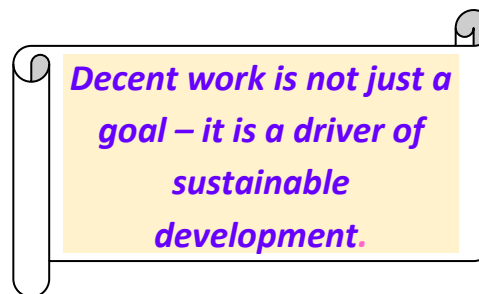 Decent work is not just a
goal – it is a driver of
sustainable
development.